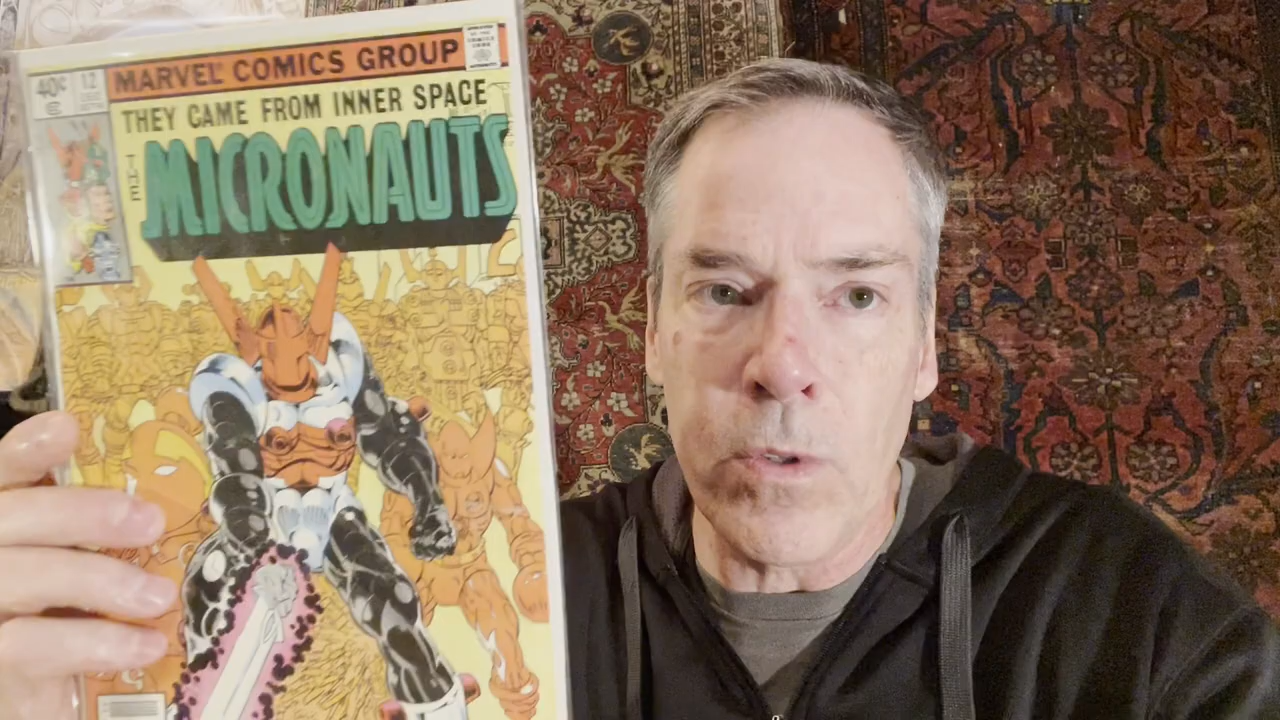 MARVEL® COMICS GROUP
40¢
12
THEY CAME FROM INNER SPACE
THE
MICRONAUTS